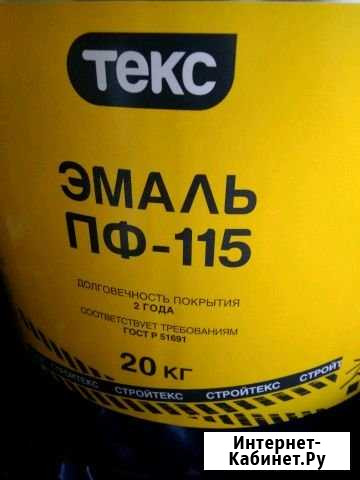 текс
ЭМАЛЬ
ПФ-115
ДОЛГОВЕЧНОСТЬ ПОКРЫТИЯ
2 ГОДА
СООТВЕТСТВУЕТ ТРЕБОВАНИЯМ
ГОСТ Р 51691
20 КГ
СТРОЙТЕКС СТРОЙТЕКС СТРОЙТЕКС СТРОЙТ
Интернет-
Кабинет.Ру